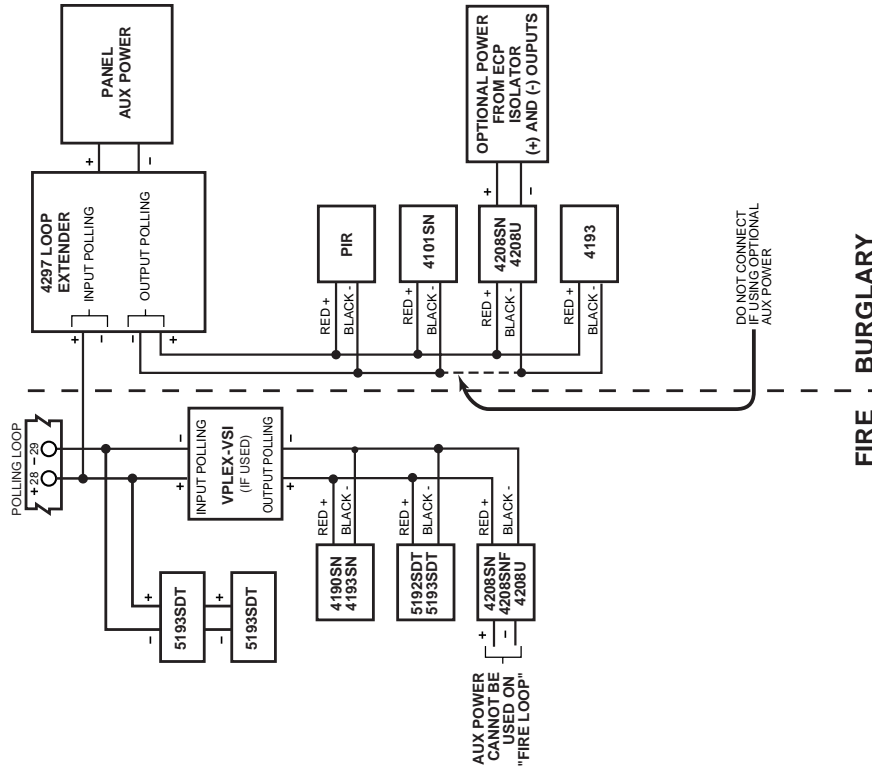 POLLING LOOP
+ 28
- 29
+
-
5193SDT
+
-
+
-
5193SDT
+
-
INPUT POLLING
VPLEX-VSI
(IF USED)
OUTPUT POLLING
+
-
RED +
BLACK -
4190SN
4193SN
RED +
BLACK -
5192SDT
5193SDT
RED +
BLACK -
4208SN
4208SNF
4208U
+
-
AUX POWER
CANNOT BE
USED ON
"FIRE LOOP"
FIRE
PANEL
AUX POWER
+
-
4297 LOOP
EXTENDER
INPUT POLLING
OUTPUT POLLING
+
-
-
+
RED +
BLACK -
PIR
RED +
BLACK -
4101SN
RED +
BLACK -
4208SN
4208U
+
-
OPTIONAL POWER
FROM ECP
ISOLATOR
(+) AND (-) OUPUTS
RED +
BLACK -
4193
DO NOT CONNECT
IF USING OPTIONAL
AUX POWER
BURGLARY